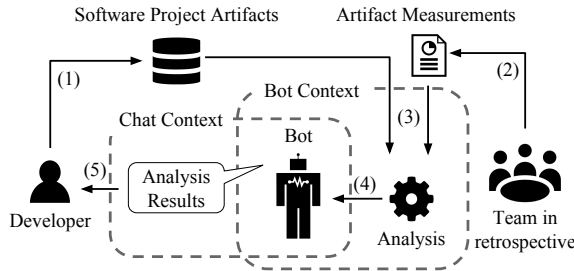 Software Project Artifacts
Artifact Measurements
(1)
(2)
Bot Context
(3)
Chat Context
Bot
(5)
Analysis
Results
(4)
Developer
Analysis
Team in
retrospective